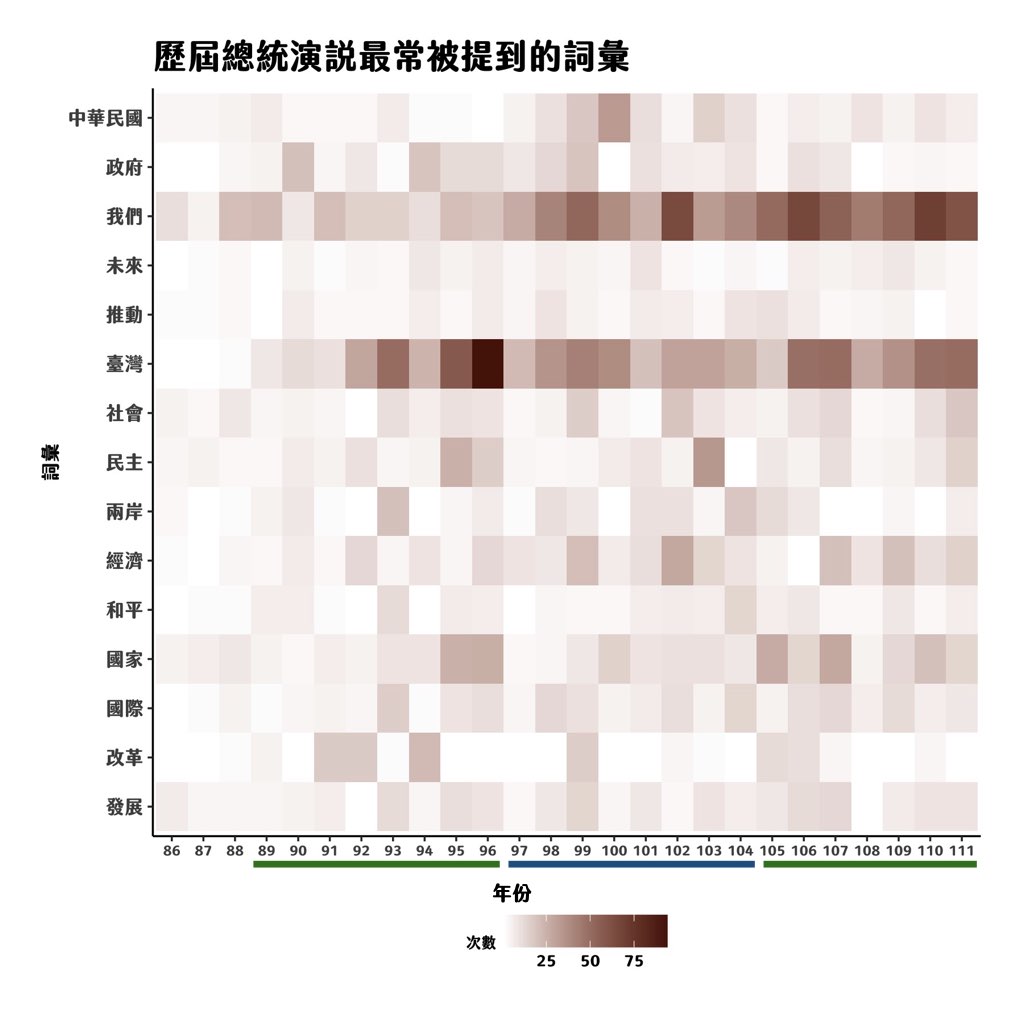 歷屆總統演說最常被提到的詞彙
詞彙
中華民國
政府
我們
未來
推動
臺灣
社會
民主
兩岸
經濟
和平
國家
國際
改革
發展
86 87 88 89 90 91 92 93 94 95 96 97 98 99 100 101 102 103 104 105 106 107 108 109 110 111
年份
次數
25 50 75